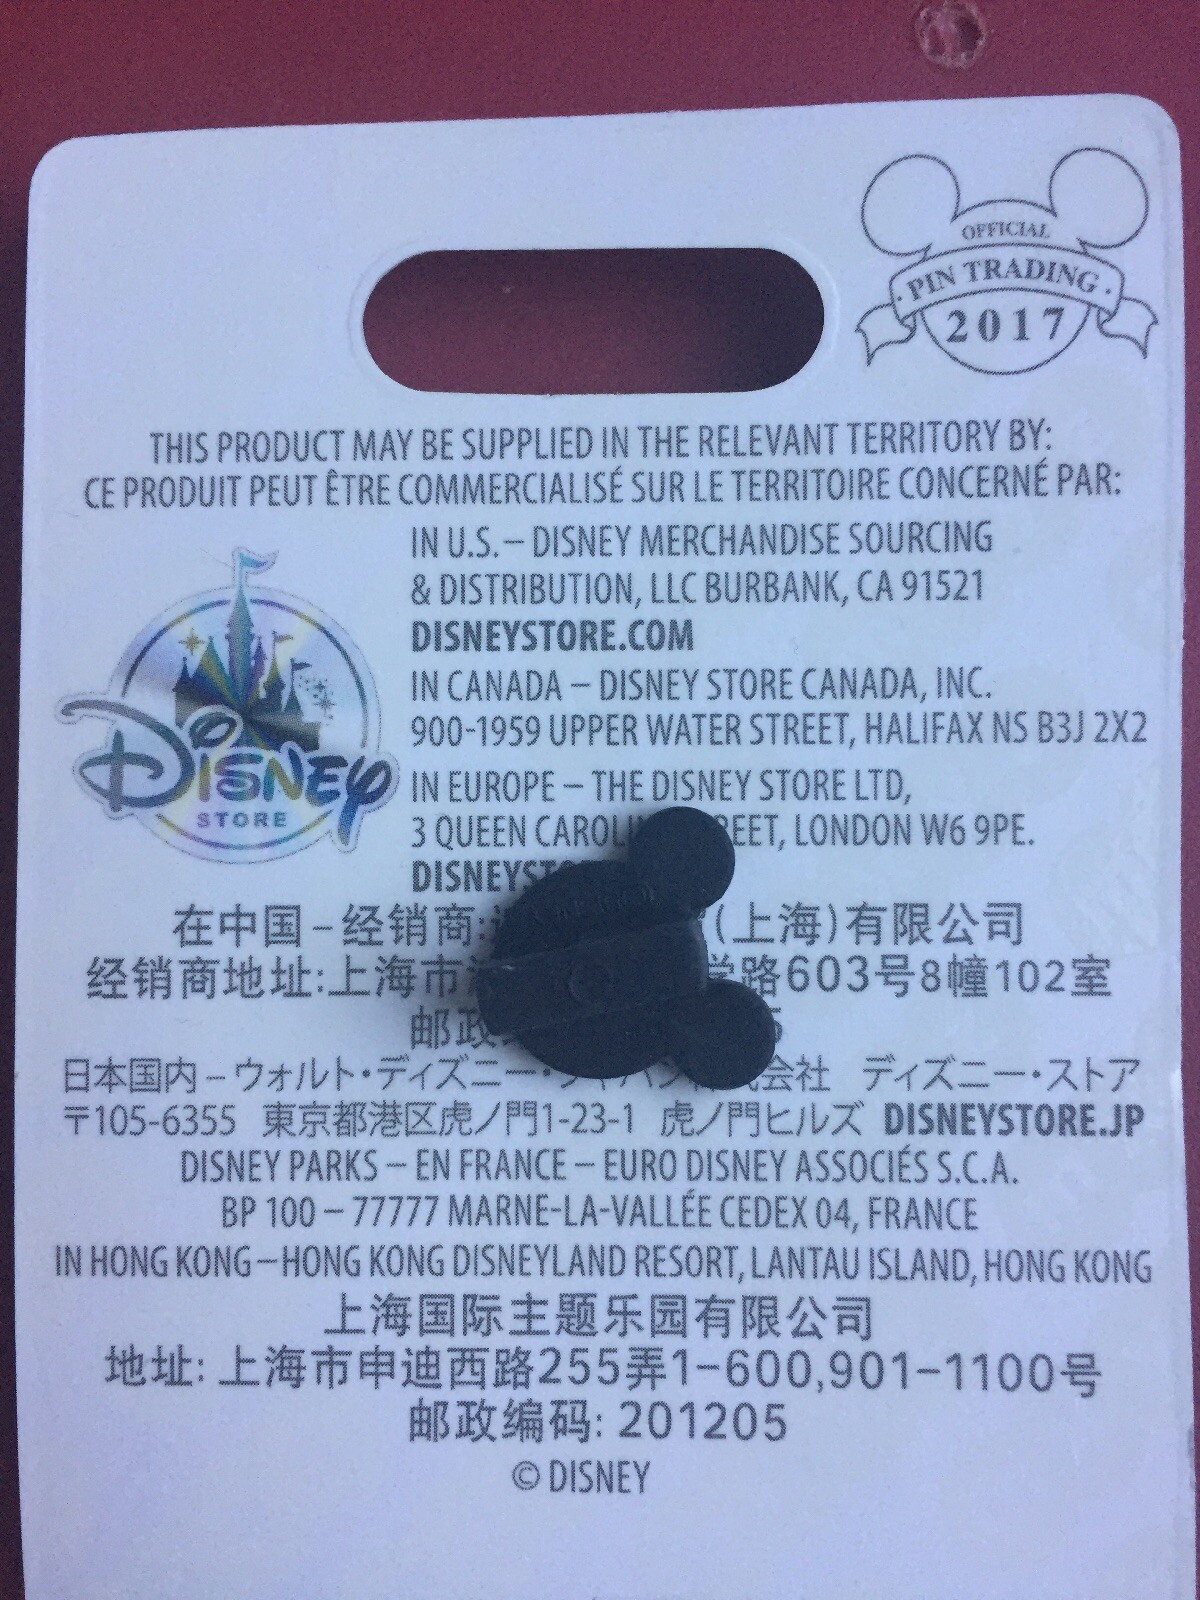 OFFICIAL
· PIN TRADING ·
2017
THIS PRODUCT MAY BE SUPPLIED IN THE RELEVANT TERRITORY BY:
CE PRODUIT PEUT ÊTRE COMMERCIALISÉ SUR LE TERRITOIRE CONCERNÉ PAR:
DISNEY
STORE
IN U.S. – DISNEY MERCHANDISE SOURCING
& DISTRIBUTION, LLC BURBANK, CA 91521
DISNEYSTORE.COM
IN CANADA – DISNEY STORE CANADA, INC.
900-1959 UPPER WATER STREET, HALIFAX NS B3J 2X2
IN EUROPE – THE DISNEY STORE LTD,
3 QUEEN LONDON W6 9PE.
在中国 – 经销商: (上海)有限公司
经销商地址:上海市 路603号8幢102室
邮政
日本国内 – ウォルト・ディズニー・ 会社 ディズニー・ストア
〒105-6355 東京都港区虎ノ門1-23-1 虎ノ門ヒルズ DISNEYSTORE.JP
DISNEY PARKS – EN FRANCE – EURO DISNEY ASSOCIÉS S.C.A.
BP 100 – 77777 MARNE-LA-VALLÉE CEDEX 04, FRANCE
IN HONG KONG – HONG KONG DISNEYLAND RESORT, LANTAU ISLAND, HONG KONG
上海国际主题乐园有限公司
地址: 上海市申迪西路255弄1-600,901-1100号
邮政编码: 201205
© DISNEY